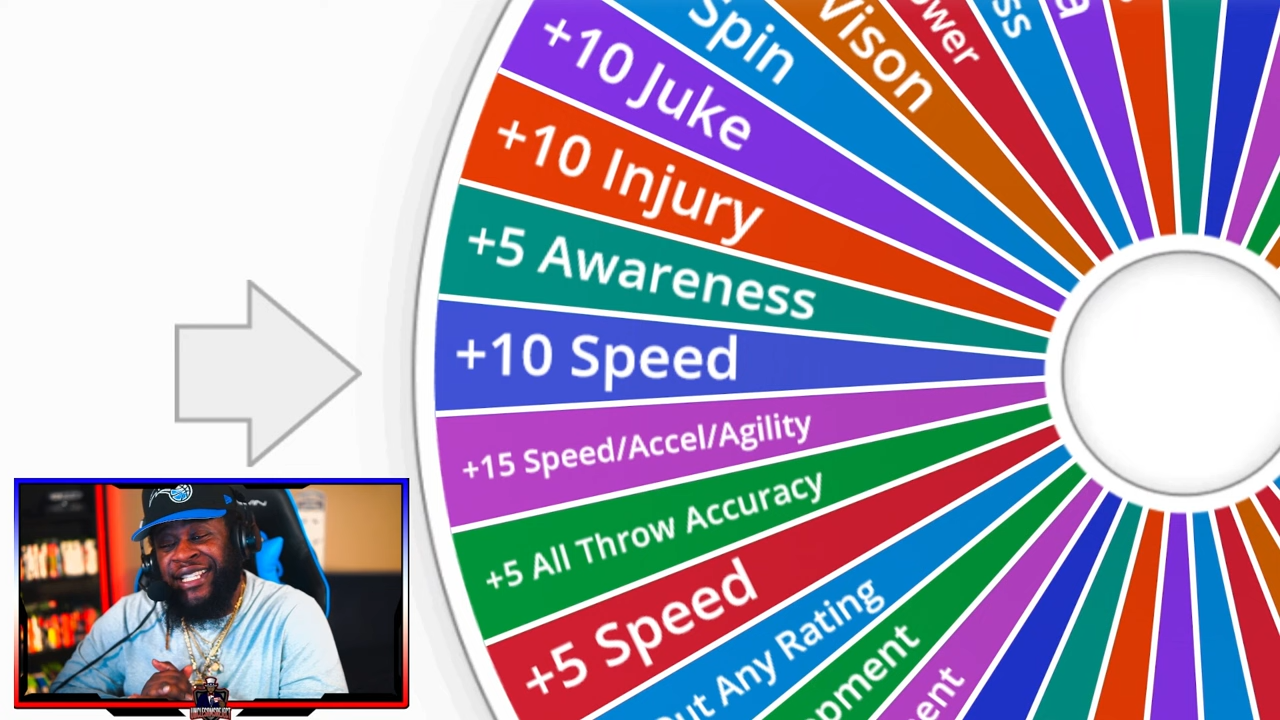 Spin
Vison
+10 Juke
+10 Injury
+5 Awareness
+10 Speed
+15 Speed/Accel/Agility
+5 All Throw Accuracy
+5 Speed
Any Rating